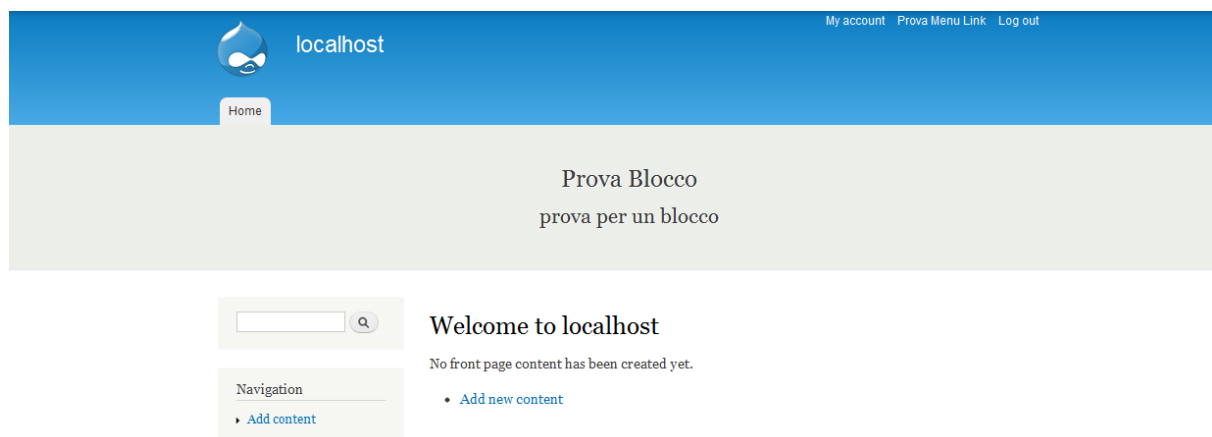 My account Prova Menu Link Log out
localhost
Home
Prova Blocco
prova per un blocco
Welcome to localhost
No front page content has been created yet.
Add new content
Navigation
Add content